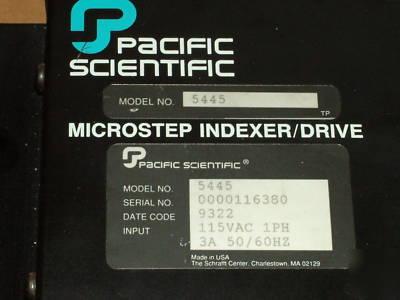 PACIFIC
SCIENTIFIC
MODEL NO. 5445
TP
MICROSTEP INDEXER/DRIVE
PACIFIC SCIENTIFIC®
MODEL NO. 5445
SERIAL NO. 0000116380
DATE CODE 9322
INPUT 115VAC 1PH
3A 50/60HZ
Made in USA
The Schrafft Center, Charlestown, MA 02129